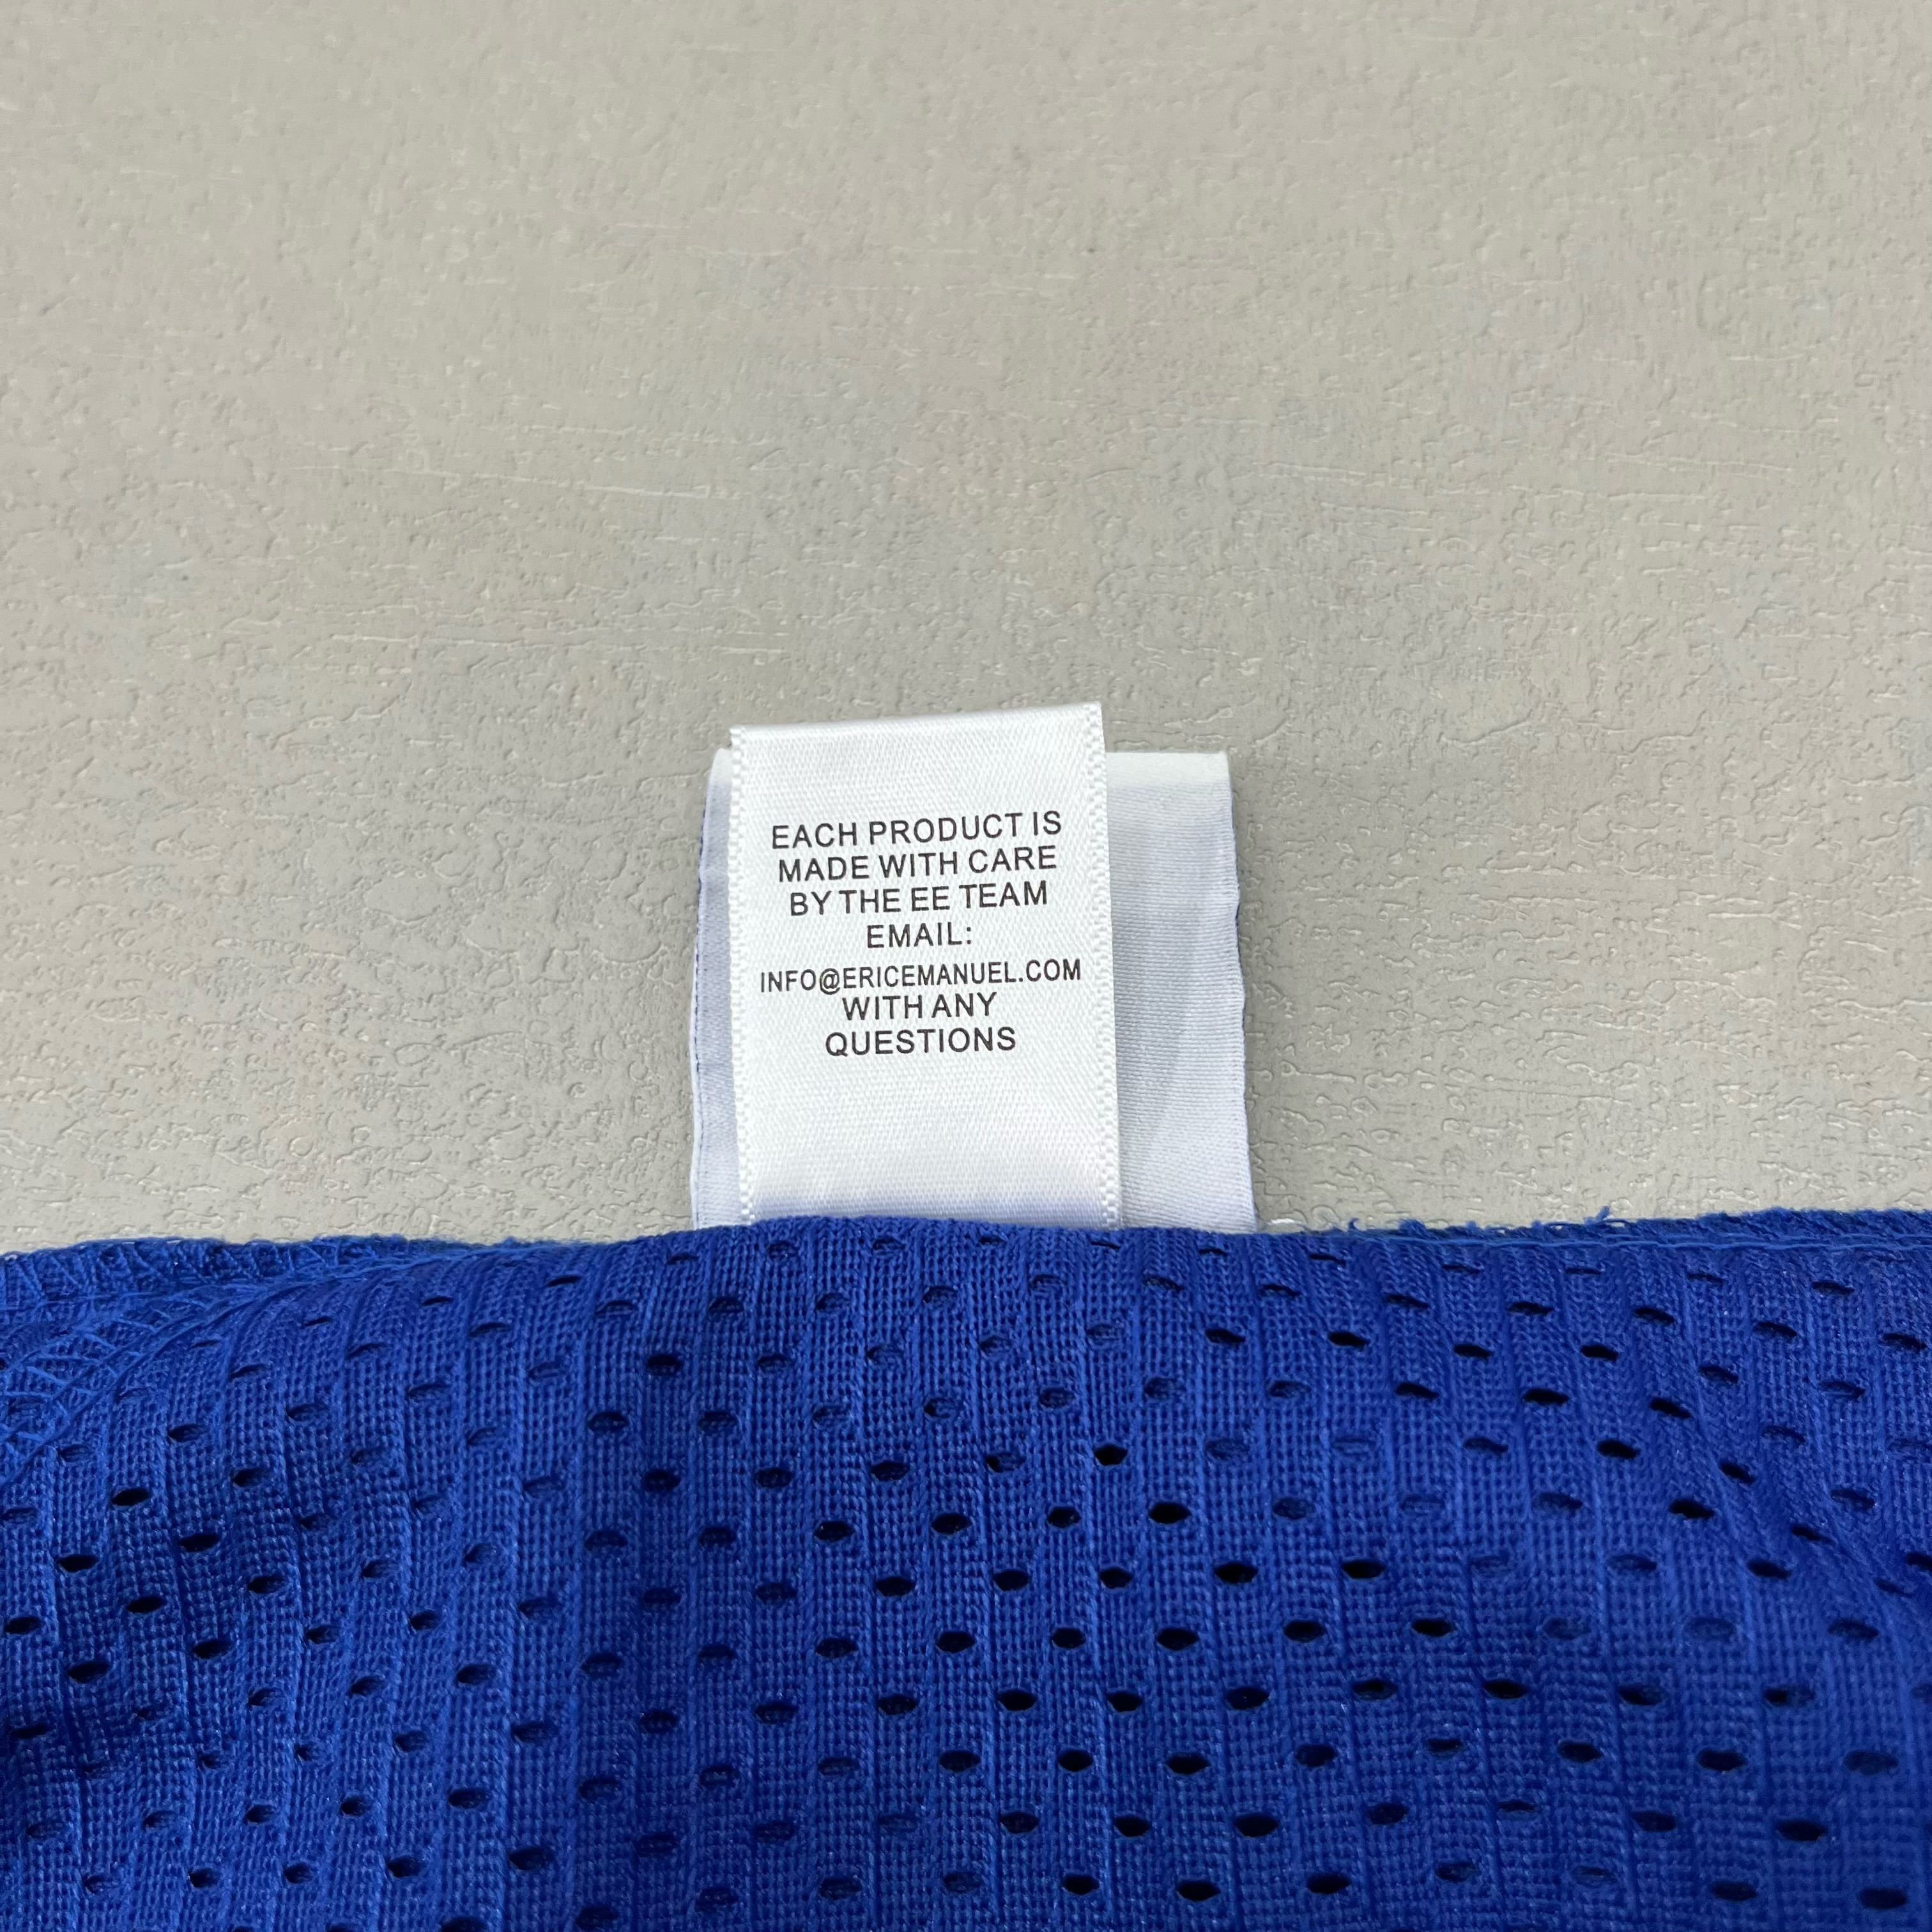 EACH PRODUCT IS
MADE WITH CARE
BY THE EE TEAM
EMAIL:
INFO@ERICEMANUEL.COM
WITH ANY
QUESTIONS